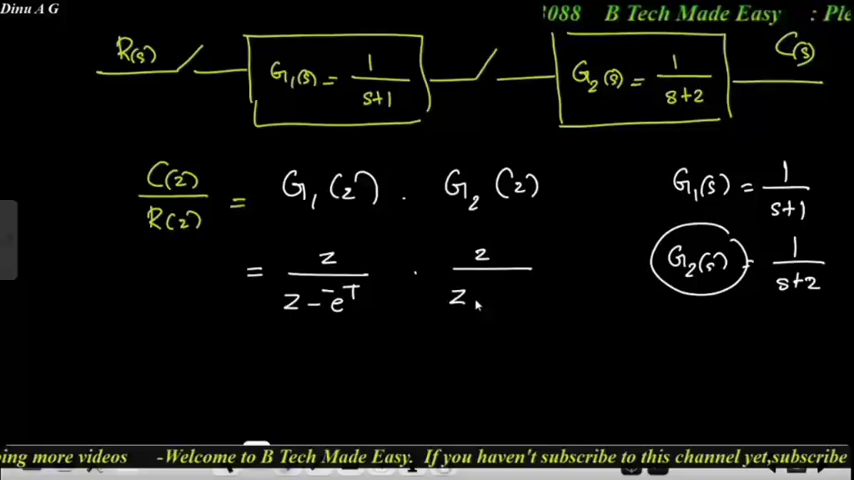 Dinu A G
3088 B Tech Made Easy : Ple
R(s) G₁(s) = 1/(s+1) G₂(s) = 1/(s+2) C(s)
C(z)/R(z) = G₁(z) . G₂(z) G₁(s) = 1/(s+1)
= z/(z - ⁻e^T) . z/z G₂(s) = 1/(s+2)
ing more videos -Welcome to B Tech Made Easy. If you haven't subscribe to this channel yet,subscribe